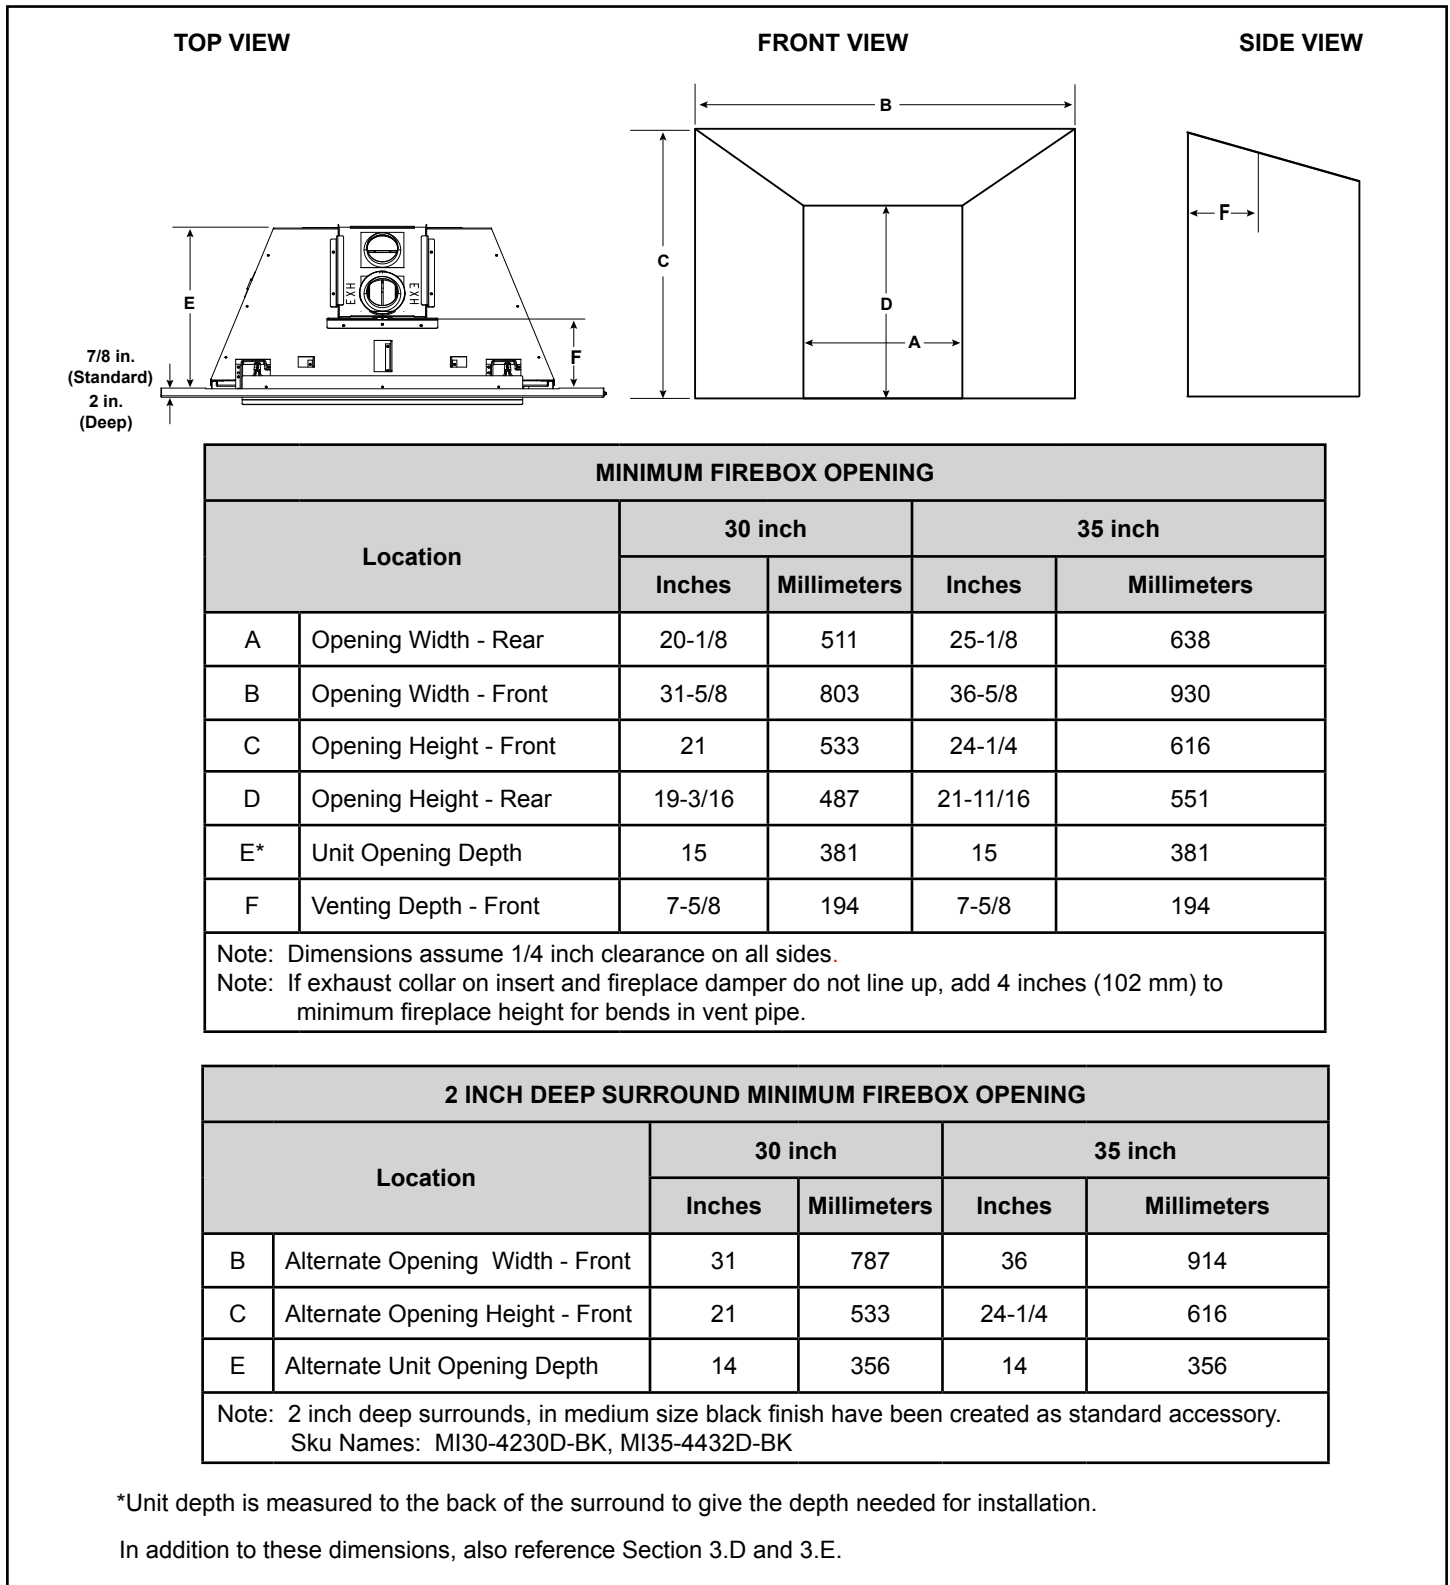 TOP VIEW FRONT VIEW SIDE VIEW
B
C
D
A
F
E
EXH EXH
F
7/8 in.
(Standard)
2 in.
(Deep)
MINIMUM FIREBOX OPENING
Location 30 inch 35 inch
Inches Millimeters Inches Millimeters
A Opening Width - Rear 20-1/8 511 25-1/8 638
B Opening Width - Front 31-5/8 803 36-5/8 930
C Opening Height - Front 21 533 24-1/4 616
D Opening Height - Rear 19-3/16 487 21-11/16 551
E* Unit Opening Depth 15 381 15 381
F Venting Depth - Front 7-5/8 194 7-5/8 194
Note: Dimensions assume 1/4 inch clearance on all sides.
Note: If exhaust collar on insert and fireplace damper do not line up, add 4 inches (102 mm) to
minimum fireplace height for bends in vent pipe.
2 INCH DEEP SURROUND MINIMUM FIREBOX OPENING
Location 30 inch 35 inch
Inches Millimeters Inches Millimeters
B Alternate Opening Width - Front 31 787 36 914
C Alternate Opening Height - Front 21 533 24-1/4 616
E Alternate Unit Opening Depth 14 356 14 356
Note: 2 inch deep surrounds, in medium size black finish have been created as standard accessory.
Sku Names: MI30-4230D-BK, MI35-4432D-BK
*Unit depth is measured to the back of the surround to give the depth needed for installation.
In addition to these dimensions, also reference Section 3.D and 3.E.